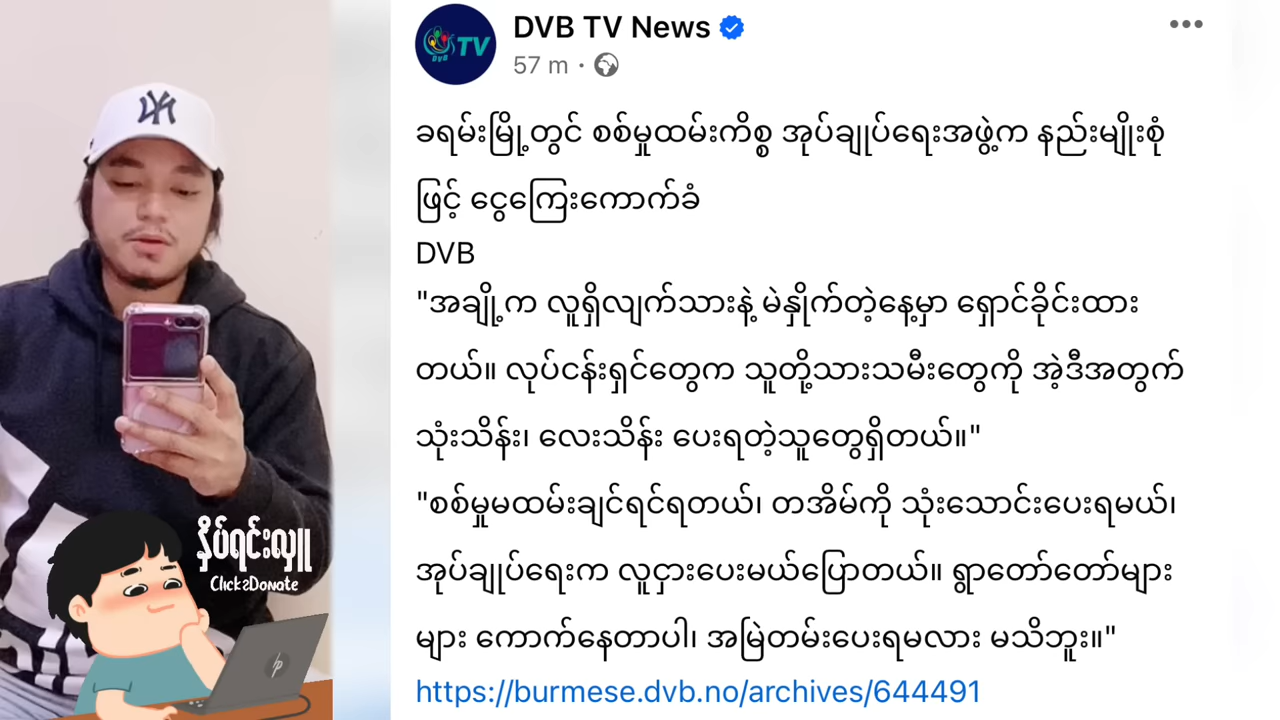 DVB TV News
57 m ·
ခရမ်းမြို့တွင် စစ်မှုထမ်းကိစ္စ အုပ်ချုပ်ရေးအဖွဲ့က နည်းမျိုးစုံ
ဖြင့် ငွေကြေးကောက်ခံ
DVB
"အချို့က လူရှိလျက်သားနဲ့ မဲနှိုက်တဲ့နေ့မှာ ရှောင်ခိုင်းထား
တယ်။ လုပ်ငန်းရှင်တွေက သူတို့သားသမီးတွေကို အဲ့ဒီအတွက်
သုံးသိန်း၊ လေးသိန်း ပေးရတဲ့သူတွေရှိတယ်။"
"စစ်မှုမထမ်းချင်ရင်ရတယ်၊ တအိမ်ကို သုံးသောင်းပေးရမယ်၊
အုပ်ချုပ်ရေးက လူငှားပေးမယ်ပြောတယ်။ ရွာတော်တော်များ
များ ကောက်နေတာပါ၊ အမြဲတမ်းပေးရမလား မသိဘူး။"
https://burmese.dvb.no/archives/644491
DVB TV
NY
နှိပ်ရင်းလှူ
Click2Donate
hp